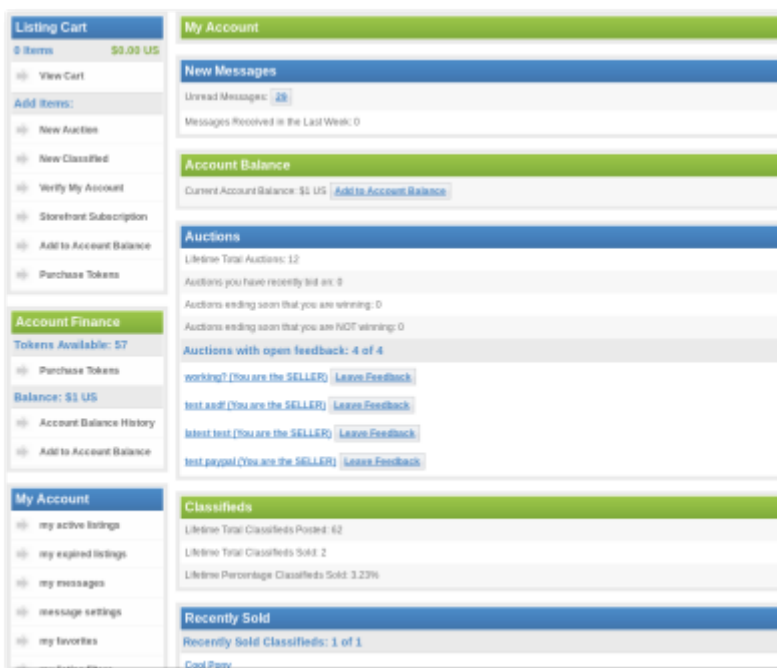 Listing Cart
0 Items $0.00 US
View Cart
Add Items:
New Auction
New Classified
Verify My Account
Storefront Subscription
Add to Account Balance
Purchase Tokens
Account Finance
Tokens Available: 57
Purchase Tokens
Balance: $1 US
Account Balance History
Add to Account Balance
My Account
my active listings
my expired listings
my messages
message settings
my favorites
My Account
New Messages
Unread Messages: 29
Messages Received in the Last Week: 0
Account Balance
Current Account Balance: $1 US Add to Account Balance
Auctions
Lifetime Total Auctions: 12
Auctions you have recently bid on: 0
Auctions ending soon that you are winning: 0
Auctions ending soon that you are NOT winning: 0
Auctions with open feedback: 4 of 4
working? (You are the SELLER) Leave Feedback
test asdf (You are the SELLER) Leave Feedback
latest test (You are the SELLER) Leave Feedback
test paypal (You are the SELLER) Leave Feedback
Classifieds
Lifetime Total Classifieds Posted: 62
Lifetime Total Classifieds Sold: 2
Lifetime Percentage Classifieds Sold: 3.23%
Recently Sold
Recently Sold Classifieds: 1 of 1
Cool Pony